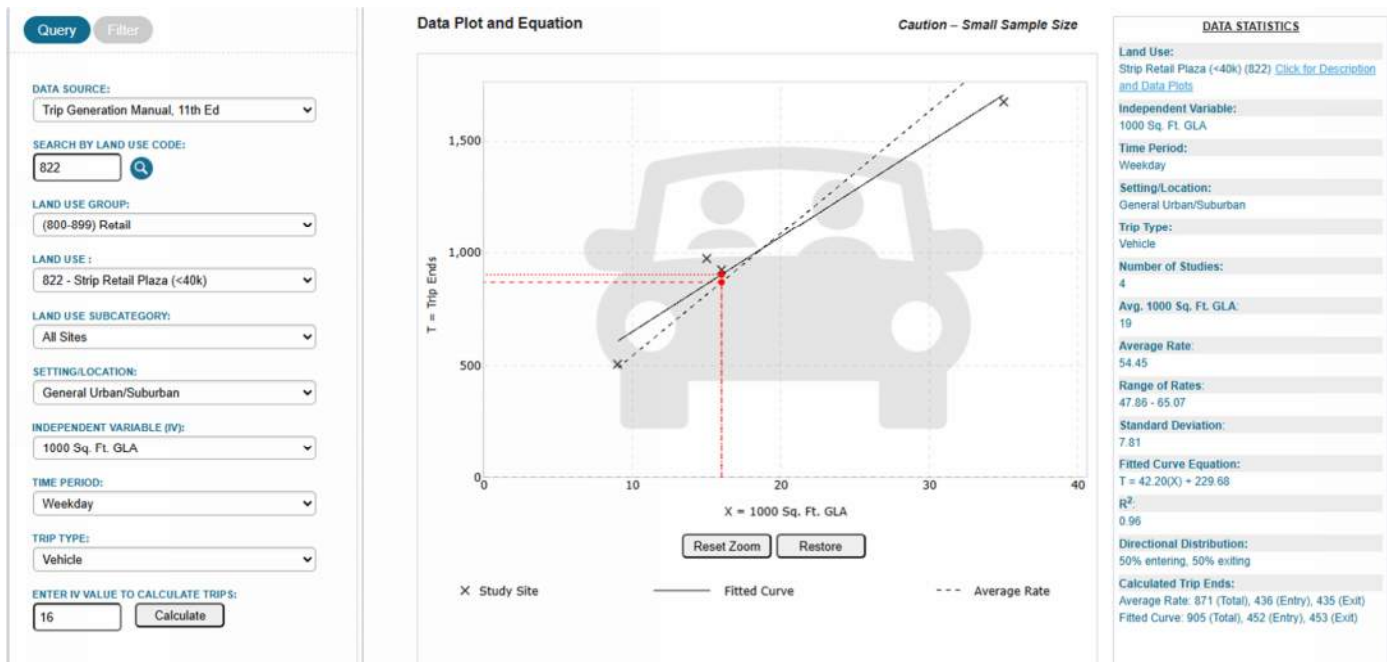 Query
Filter
DATA SOURCE:
Trip Generation Manual, 11th Ed
SEARCH BY LAND USE CODE:
822
LAND USE GROUP:
(800-899) Retail
LAND USE :
822 - Strip Retail Plaza (<40k)
LAND USE SUBCATEGORY:
All Sites
SETTING/LOCATION:
General Urban/Suburban
INDEPENDENT VARIABLE (IV):
1000 Sq. Ft. GLA
TIME PERIOD:
Weekday
TRIP TYPE:
Vehicle
ENTER IV VALUE TO CALCULATE TRIPS:
16
Calculate
Data Plot and Equation
Caution – Small Sample Size
T = Trip Ends
1,500
1,000
500
0
0
10
20
30
40
X = 1000 Sq. Ft. GLA
Reset Zoom
Restore
Study Site
Fitted Curve
Average Rate
DATA STATISTICS
Land Use:
Strip Retail Plaza (<40k) (822) Click for Description
and Data Plots
Independent Variable:
1000 Sq. Ft. GLA
Time Period:
Weekday
Setting/Location:
General Urban/Suburban
Trip Type:
Vehicle
Number of Studies:
4
Avg. 1000 Sq. Ft. GLA:
19
Average Rate:
54.45
Range of Rates:
47.86 - 65.07
Standard Deviation:
7.81
Fitted Curve Equation:
T = 42.20(X) + 229.68
R²:
0.96
Directional Distribution:
50% entering, 50% exiting
Calculated Trip Ends:
Average Rate: 871 (Total), 436 (Entry), 435 (Exit)
Fitted Curve: 905 (Total), 452 (Entry), 453 (Exit)